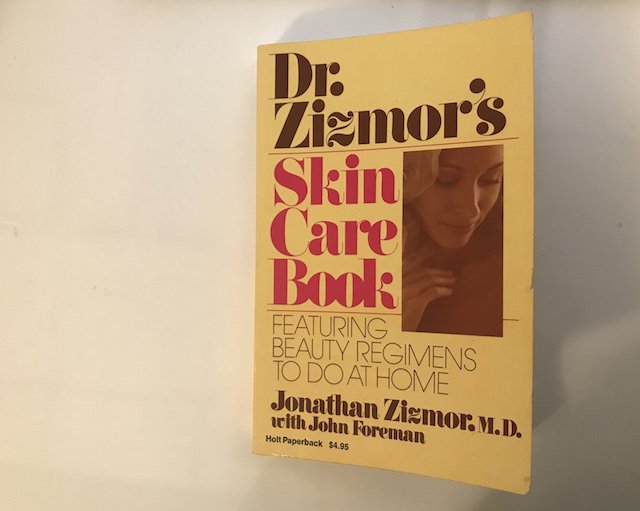 Dr.
Zizmor's
Skin
Care
Book
FEATURING
BEAUTY REGIMENS
TO DO AT HOME
Jonathan Zizmor, M.D.
with John Foreman
Holt Paperback $4.95